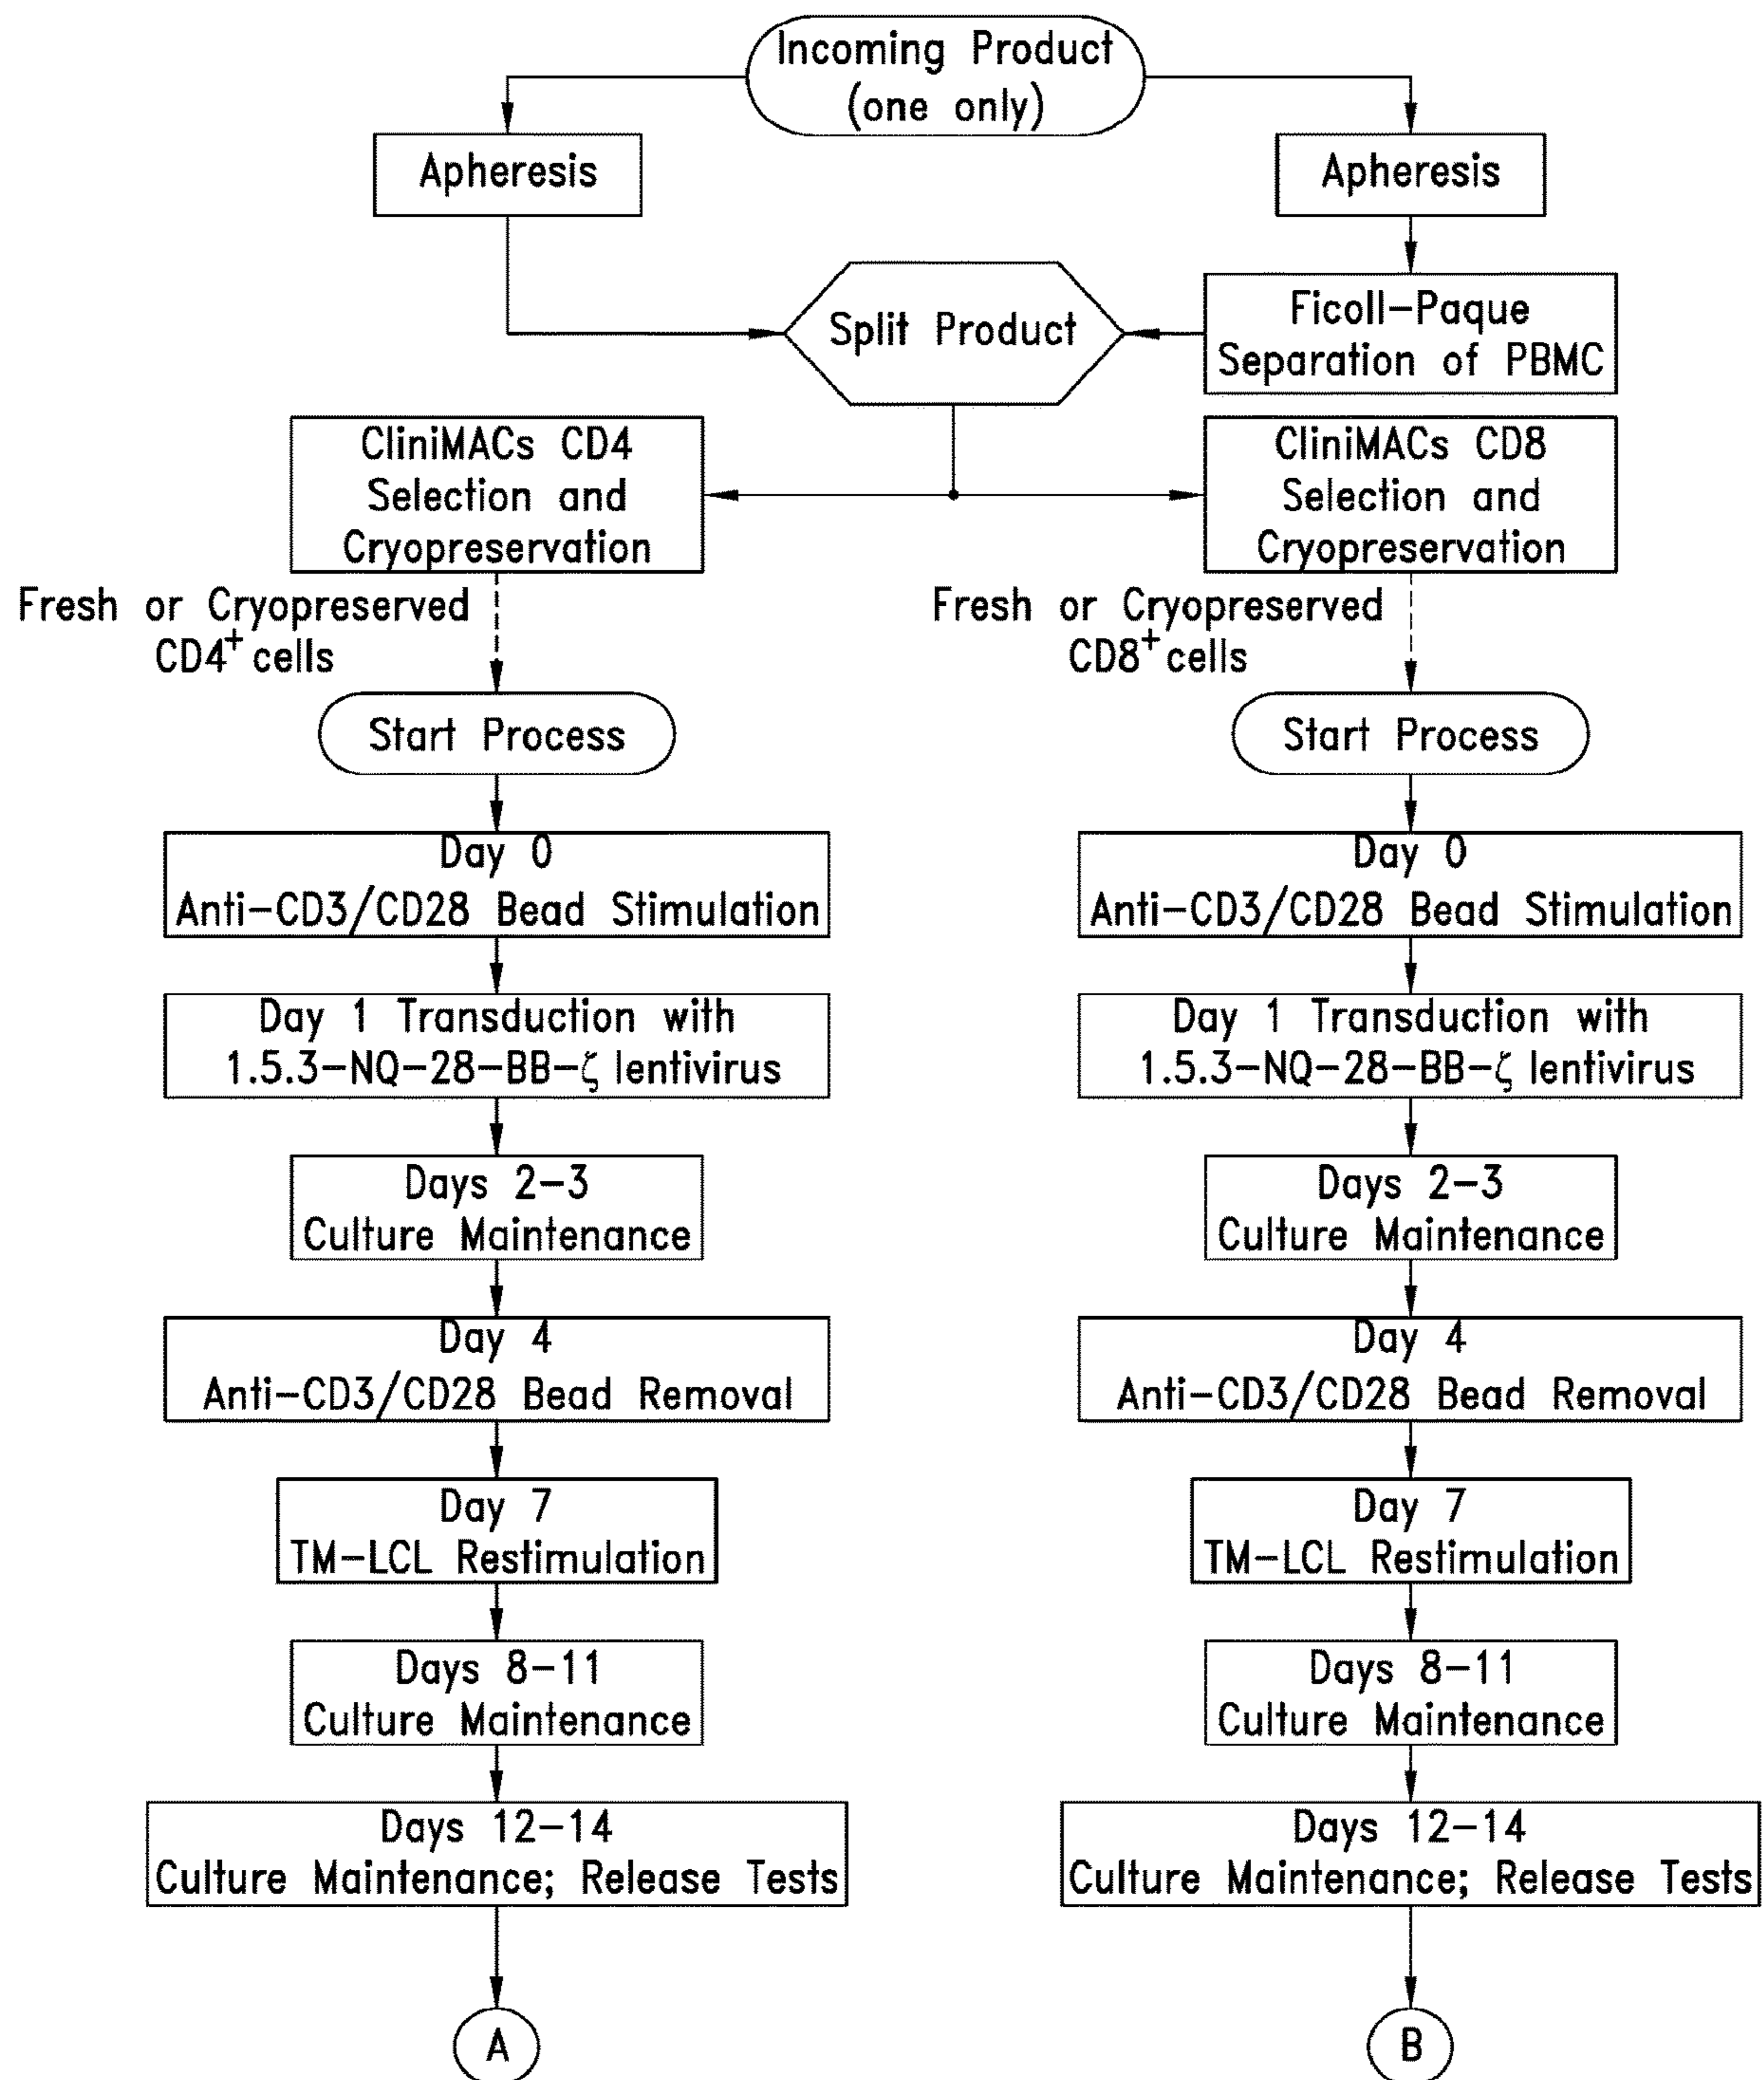 Incoming Product
(one only)
Apheresis
Apheresis
Split Product
Ficoll-Paque
Separation of PBMC
CliniMACs CD4
Selection and
Cryopreservation
CliniMACs CD8
Selection and
Cryopreservation
Fresh or Cryopreserved
CD4⁺ cells
Fresh or Cryopreserved
CD8⁺ cells
Start Process
Start Process
Day 0
Anti-CD3/CD28 Bead Stimulation
Day 0
Anti-CD3/CD28 Bead Stimulation
Day 1 Transduction with
1.5.3-NQ-28-BB-ζ lentivirus
Day 1 Transduction with
1.5.3-NQ-28-BB-ζ lentivirus
Days 2-3
Culture Maintenance
Days 2-3
Culture Maintenance
Day 4
Anti-CD3/CD28 Bead Removal
Day 4
Anti-CD3/CD28 Bead Removal
Day 7
TM-LCL Restimulation
Day 7
TM-LCL Restimulation
Days 8-11
Culture Maintenance
Days 8-11
Culture Maintenance
Days 12-14
Culture Maintenance; Release Tests
Days 12-14
Culture Maintenance; Release Tests
A
B